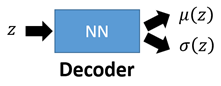 μ(z)
z NN
σ(z)
Decoder